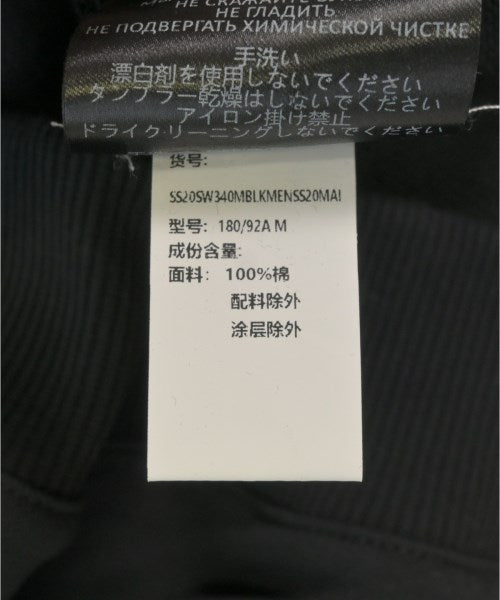 НЕ СКАЖИВАТЬ
НЕ ГЛАДИТЬ
НЕ ПОДВЕРГАТЬ ХИМИЧЕСКОЙ ЧИСТКЕ
手洗い
漂白剤を使用しないでください
タンブラー乾燥はしないでください
アイロン掛け禁止
ドライクリーニングしないでください
货号:
SS20SW340MBLKMENSS20MAI
型号: 180/92A M
成份含量:
面料: 100%棉
配料除外
涂层除外